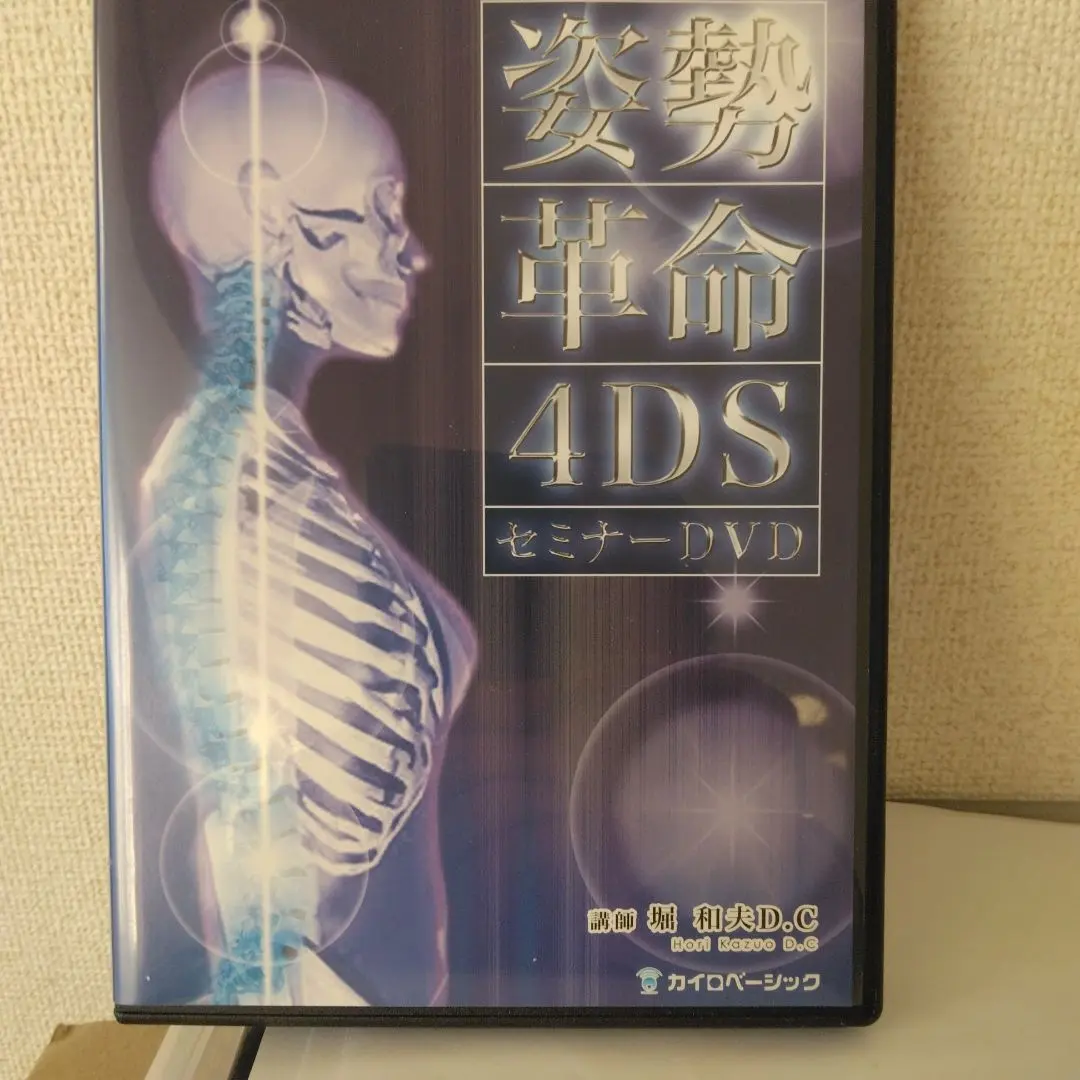 姿勢
革命
4DS
セミナーDVD
講師 堀 和夫D.C
Hori Kazuo D.C
カイロベーシック